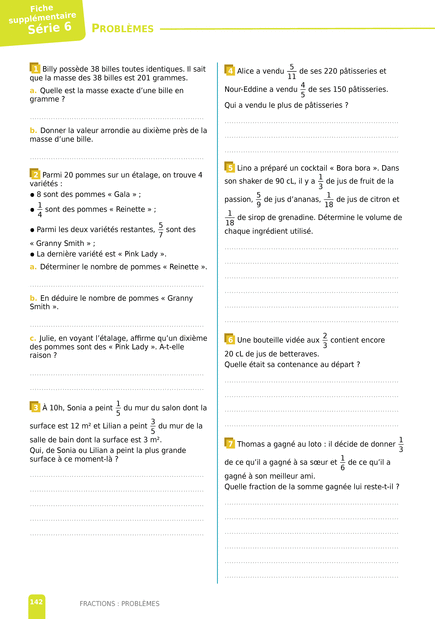 Fiche
supplémentaire
Série 6
PROBLÈMES
1 Billy possède 38 billes toutes identiques. Il sait
que la masse des 38 billes est 201 grammes.
a. Quelle est la masse exacte d'une bille en
gramme ?
b. Donner la valeur arrondie au dixième près de la
masse d'une bille.
2 Parmi 20 pommes sur un étalage, on trouve 4
variétés :
● 8 sont des pommes « Gala » ;
● 1/4 sont des pommes « Reinette » ;
● Parmi les deux variétés restantes, 5/7 sont des
« Granny Smith » ;
● La dernière variété est « Pink Lady ».
a. Déterminer le nombre de pommes « Reinette ».
b. En déduire le nombre de pommes « Granny
Smith ».
c. Julie, en voyant l'étalage, affirme qu'un dixième
des pommes sont des « Pink Lady ». A-t-elle
raison ?
3 À 10h, Sonia a peint 1/5 du mur du salon dont la
surface est 12 m² et Lilian a peint 3/5 du mur de la
salle de bain dont la surface est 3 m².
Qui, de Sonia ou Lilian a peint la plus grande
surface à ce moment-là ?
4 Alice a vendu 5/11 de ses 220 pâtisseries et
Nour-Eddine a vendu 4/5 de ses 150 pâtisseries.
Qui a vendu le plus de pâtisseries ?
5 Lino a préparé un cocktail « Bora bora ». Dans
son shaker de 90 cL, il y a 1/3 de jus de fruit de la
passion, 5/9 de jus d'ananas, 1/18 de jus de citron et
1/18 de sirop de grenadine. Détermine le volume de
chaque ingrédient utilisé.
6 Une bouteille vidée aux 2/3 contient encore
20 cL de jus de betteraves.
Quelle était sa contenance au départ ?
7 Thomas a gagné au loto : il décide de donner 1/3
de ce qu'il a gagné à sa sœur et 1/6 de ce qu'il a
gagné à son meilleur ami.
Quelle fraction de la somme gagnée lui reste-t-il ?
142
FRACTIONS : PROBLÈMES